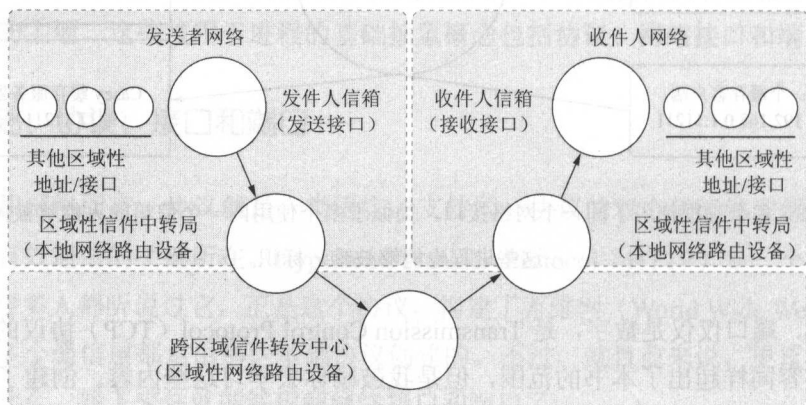 发送者网络
发件人信箱
（发送接口）
其他区域性
地址/接口
区域性信件中转局
（本地网络路由设备）
收件人网络
收件人信箱
（接收接口）
其他区域性
地址/接口
区域性信件中转局
（本地网络路由设备）
跨区域信件转发中心
（区域性网络路由设备）